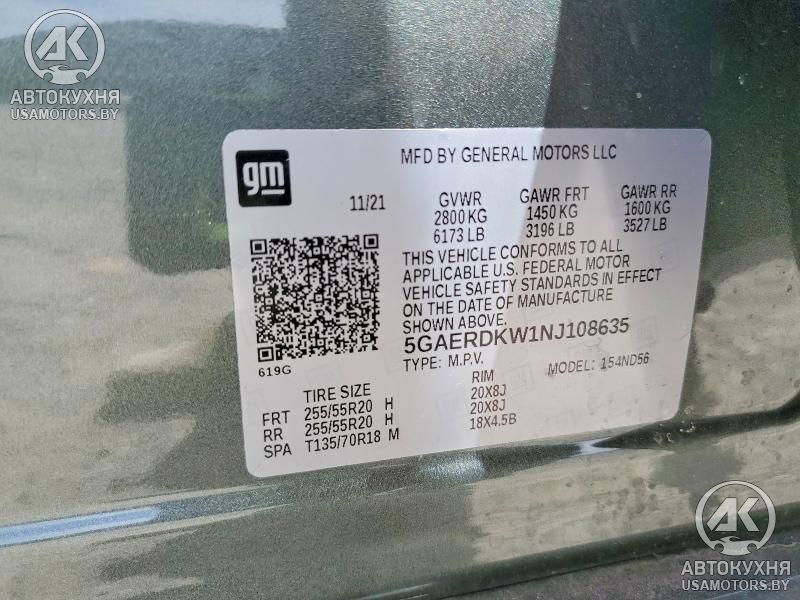 AK
АВТОКУХНЯ
USAMOTORS.BY
gm
MFD BY GENERAL MOTORS LLC
11/21
GVWR GAWR FRT GAWR RR
2800 KG 1450 KG 1600 KG
6173 LB 3196 LB 3527 LB
THIS VEHICLE CONFORMS TO ALL
APPLICABLE U.S. FEDERAL MOTOR
VEHICLE SAFETY STANDARDS IN EFFECT
ON THE DATE OF MANUFACTURE
SHOWN ABOVE.
5GAERDKW1NJ108635
619G
TYPE: M.P.V. MODEL: 154ND56
TIRE SIZE RIM
FRT 255/55R20 H 20X8J
RR 255/55R20 H 20X8J
SPA T135/70R18 M 18X4.5B
AK
АВТОКУХНЯ
USAMOTORS.BY